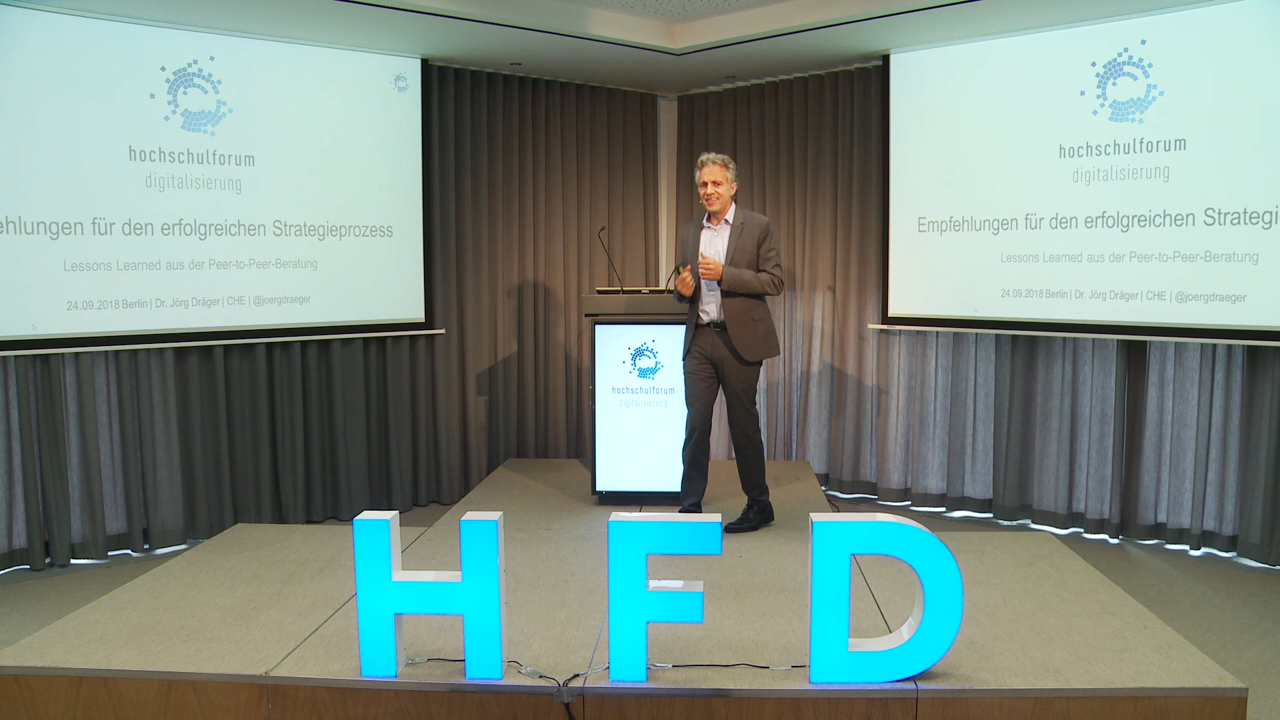 hochschulforum
digitalisierung
ehlungen für den erfolgreichen Strategieprozess
Lessons Learned aus der Peer-to-Peer-Beratung
24.09.2018 Berlin | Dr. Jörg Dräger | CHE | @joergdraeger
hochschulforum
digitalisierung
Empfehlungen für den erfolgreichen Strategi
Lessons Learned aus der Peer-to-Peer-Beratung
24.09.2018 Berlin | Dr. Jörg Dräger | CHE | @joergdraeger
hochschulforum
digitalisierung
HFD